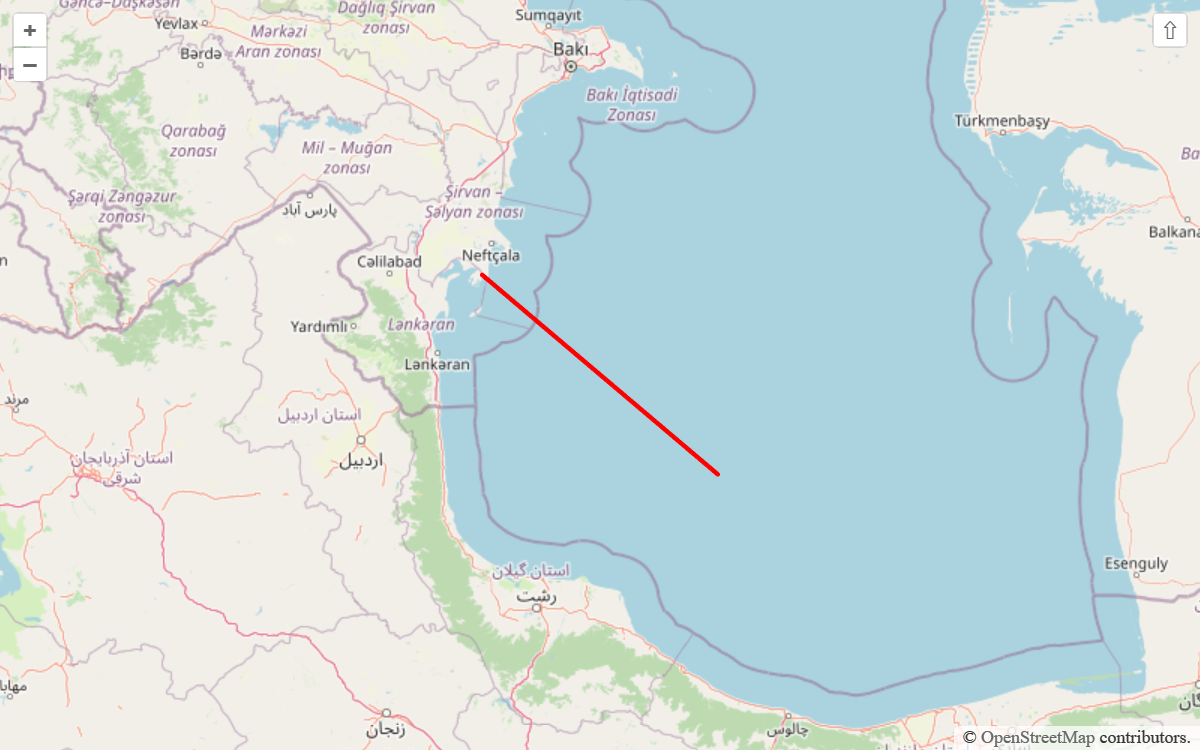 Gəncə–Daşkəsən
zonası
Dağlıq Şirvan
zonası
Sumqayıt
Yevlax
Mərkəzi
Aran zonası
Bərdə
Bakı
Bakı İqtisadi
Zonası
Türkmenbaşy
Qarabağ
zonası
Mil – Muğan
zonası
Şərqi Zəngəzur
zonası
پارس آباد
Şirvan –
Səlyan zonası
Balkana
Neftçala
Cəlilabad
Yardımlı
Lənkəran
Lənkəran
مرند
استان اردبیل
اردبیل
استان آذربایجان
شرقی
Esenguly
استان گیلان
رشت
زنجان
چالوس
+
−
⇧
© OpenStreetMap contributors.